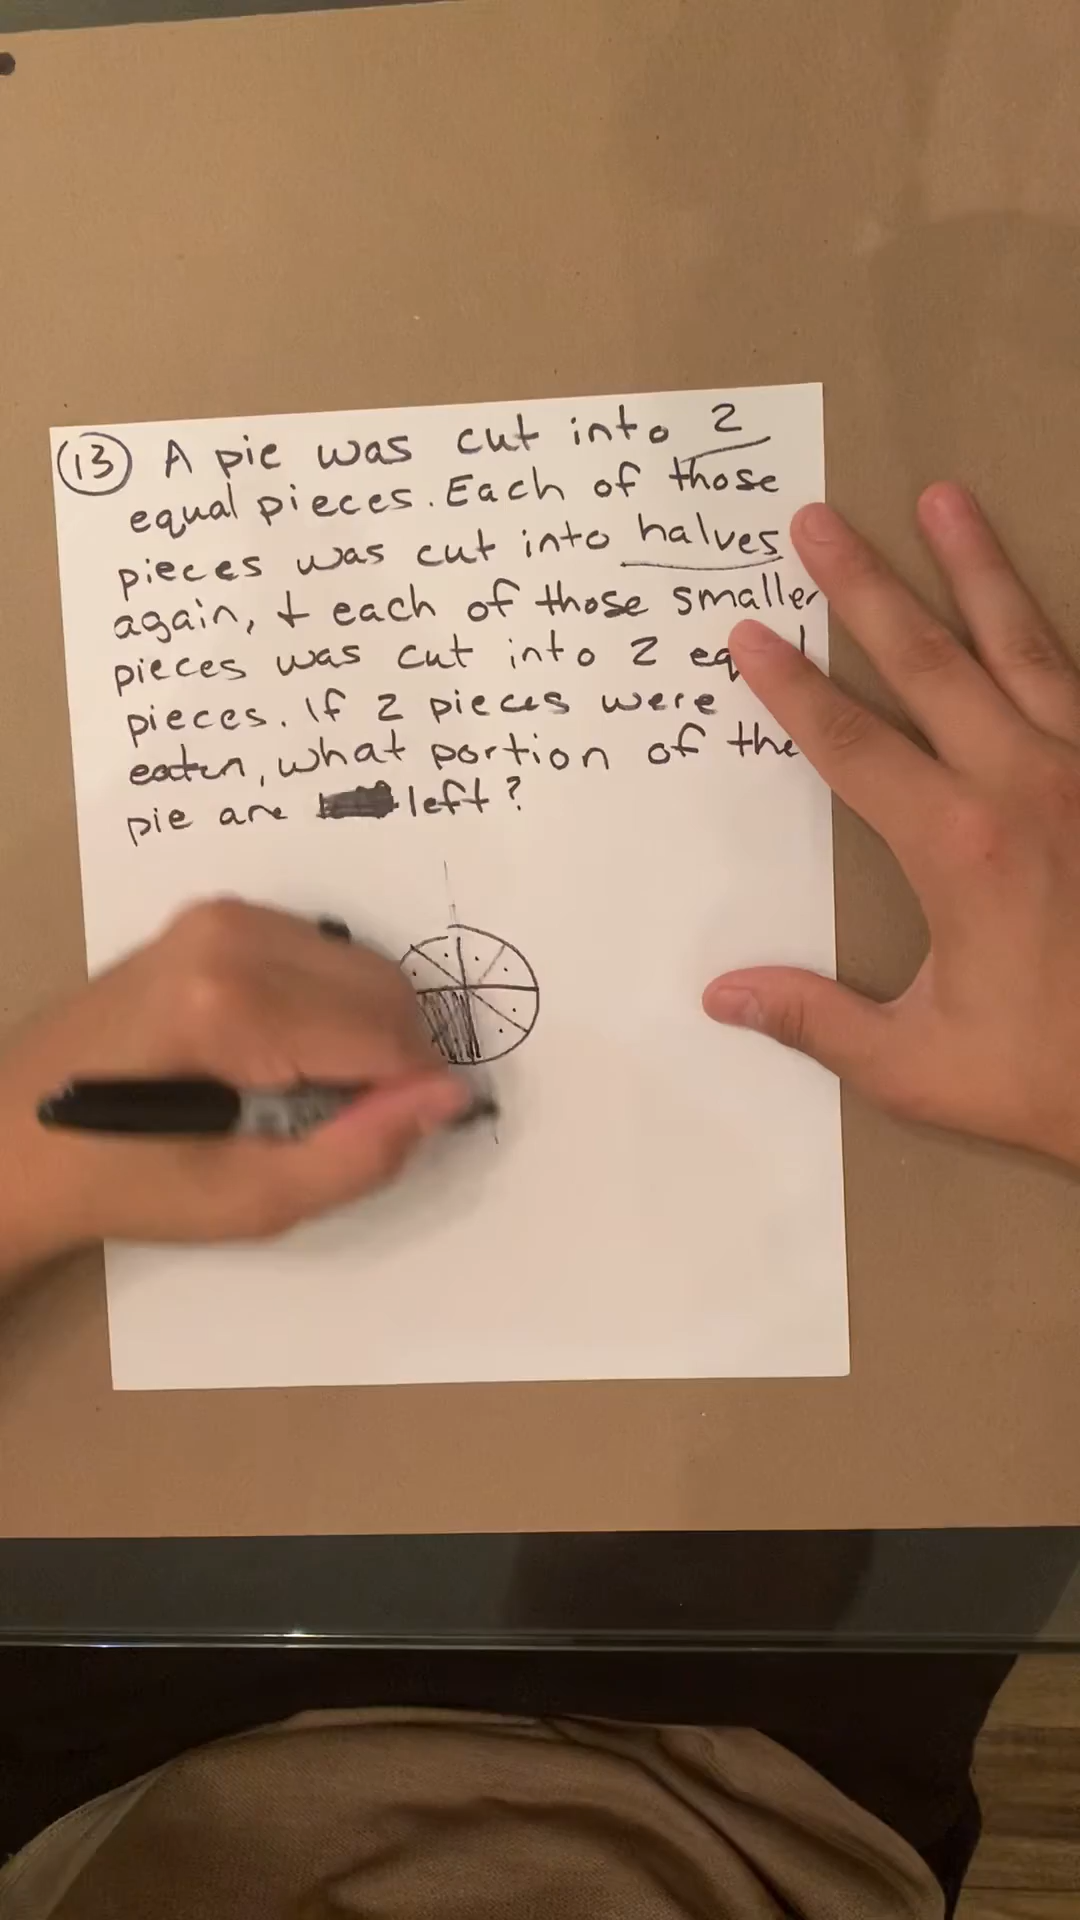 13 A pie was cut into 2
equal pieces. Each of those
pieces was cut into halves
again, + each of those smaller
pieces was cut into 2
pieces. If 2 pieces were
eaten, what portion of the
pie are left?